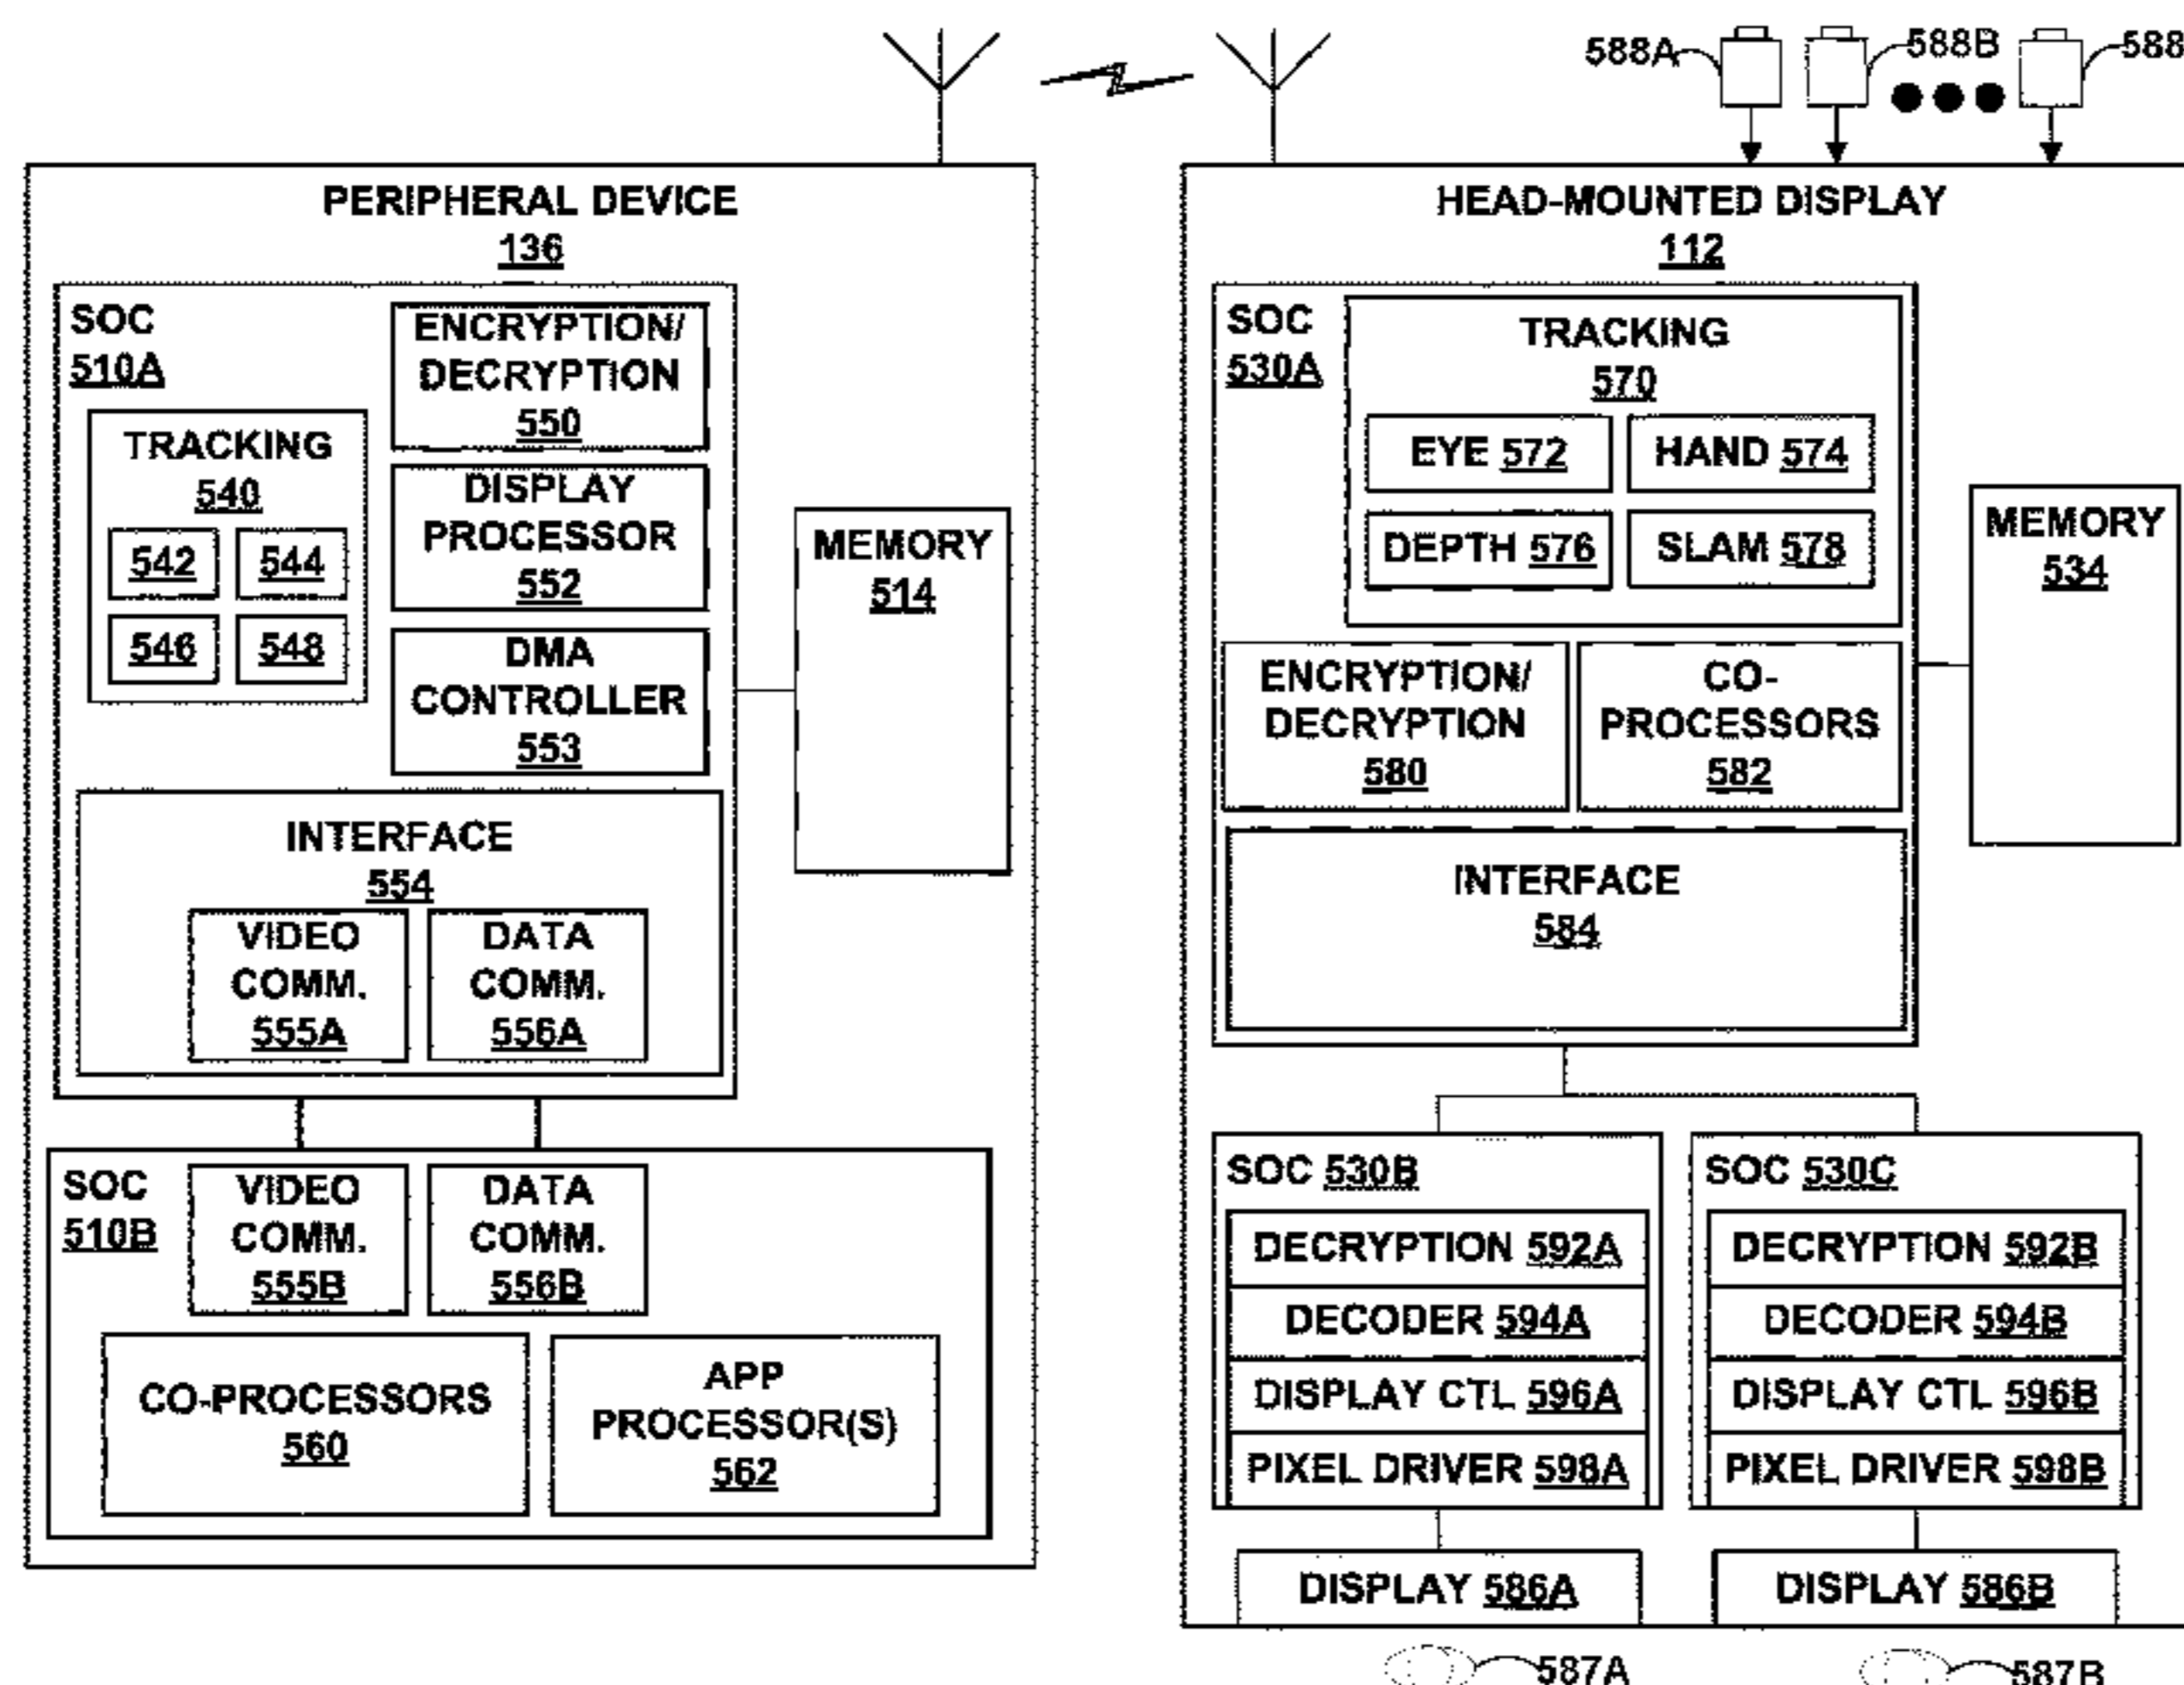 588A
588B
588
PERIPHERAL DEVICE
136
SOC
510A
ENCRYPTION/
DECRYPTION
550
TRACKING
540
542
544
546
548
DISPLAY
PROCESSOR
552
DMA
CONTROLLER
553
MEMORY
514
INTERFACE
554
VIDEO
COMM.
555A
DATA
COMM.
556A
SOC
510B
VIDEO
COMM.
555B
DATA
COMM.
556B
CO-PROCESSORS
560
APP
PROCESSOR(S)
562
HEAD-MOUNTED DISPLAY
112
SOC
530A
TRACKING
570
EYE 572
HAND 574
DEPTH 576
SLAM 578
MEMORY
534
ENCRYPTION/
DECRYPTION
580
CO-
PROCESSORS
582
INTERFACE
584
SOC 530B
DECRYPTION 592A
DECODER 594A
DISPLAY CTL 596A
PIXEL DRIVER 598A
SOC 530C
DECRYPTION 592B
DECODER 594B
DISPLAY CTL 596B
PIXEL DRIVER 598B
DISPLAY 586A
DISPLAY 586B
587A
587B